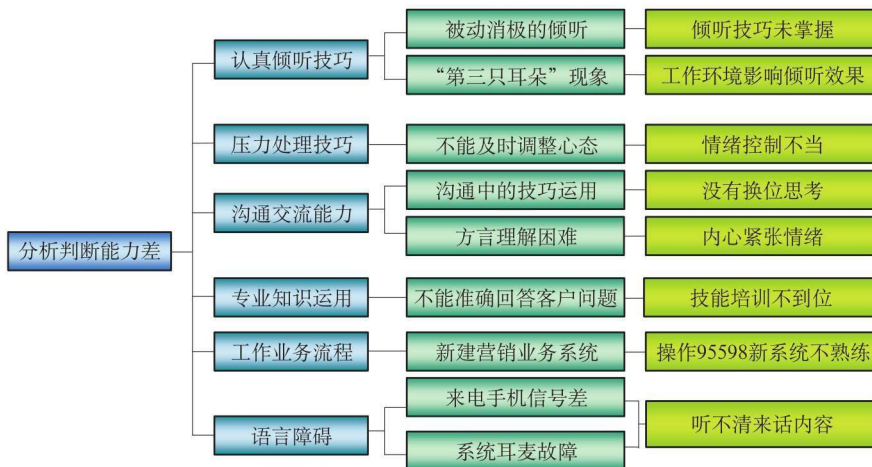 分析判断能力差
认真倾听技巧
被动消极的倾听
倾听技巧未掌握
“第三只耳朵”现象
工作环境影响倾听效果
压力处理技巧
不能及时调整心态
情绪控制不当
沟通交流能力
沟通中的技巧运用
没有换位思考
方言理解困难
内心紧张情绪
专业知识运用
不能准确回答客户问题
技能培训不到位
工作业务流程
新建营销业务系统
操作95598新系统不熟练
语言障碍
来电手机信号差
系统耳麦故障
听不清来话内容